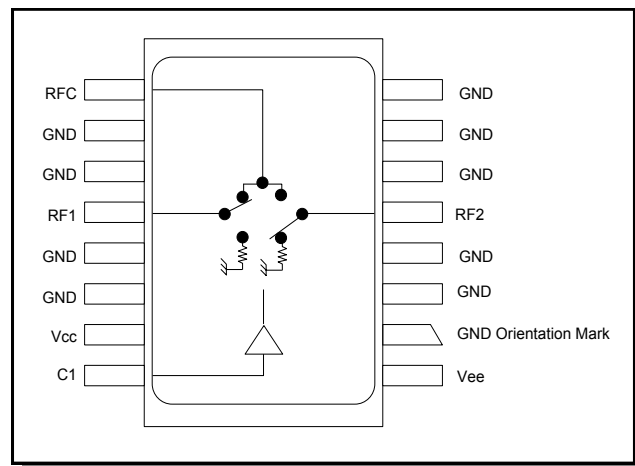 RFC
GND
GND
RF1
GND
GND
Vcc
C1
GND
GND
GND
RF2
GND
GND
GND Orientation Mark
Vee